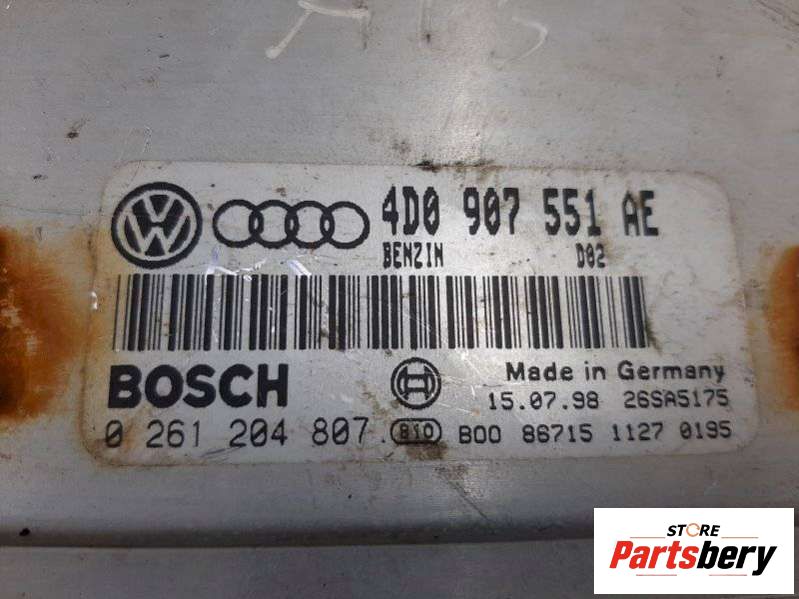 4D0 907 551 AE
BENZIN D02
BOSCH
Made in Germany
15.07.98 26SA5175
0 261 204 807. 810 B00 86715 1127 0195
STORE
Partsbery